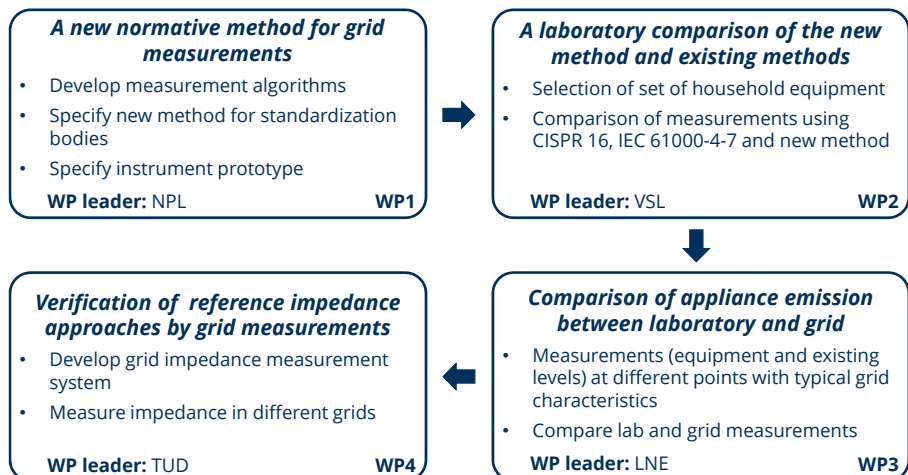 A new normative method for grid
measurements
• Develop measurement algorithms
• Specify new method for standardization
bodies
• Specify instrument prototype
WP leader: NPL WP1
A laboratory comparison of the new
method and existing methods
• Selection of set of household equipment
• Comparison of measurements using
CISPR 16, IEC 61000-4-7 and new method
WP leader: VSL WP2
Comparison of appliance emission
between laboratory and grid
• Measurements (equipment and existing
levels) at different points with typical grid
characteristics
• Compare lab and grid measurements
WP leader: LNE WP3
Verification of reference impedance
approaches by grid measurements
• Develop grid impedance measurement
system
• Measure impedance in different grids
WP leader: TUD WP4